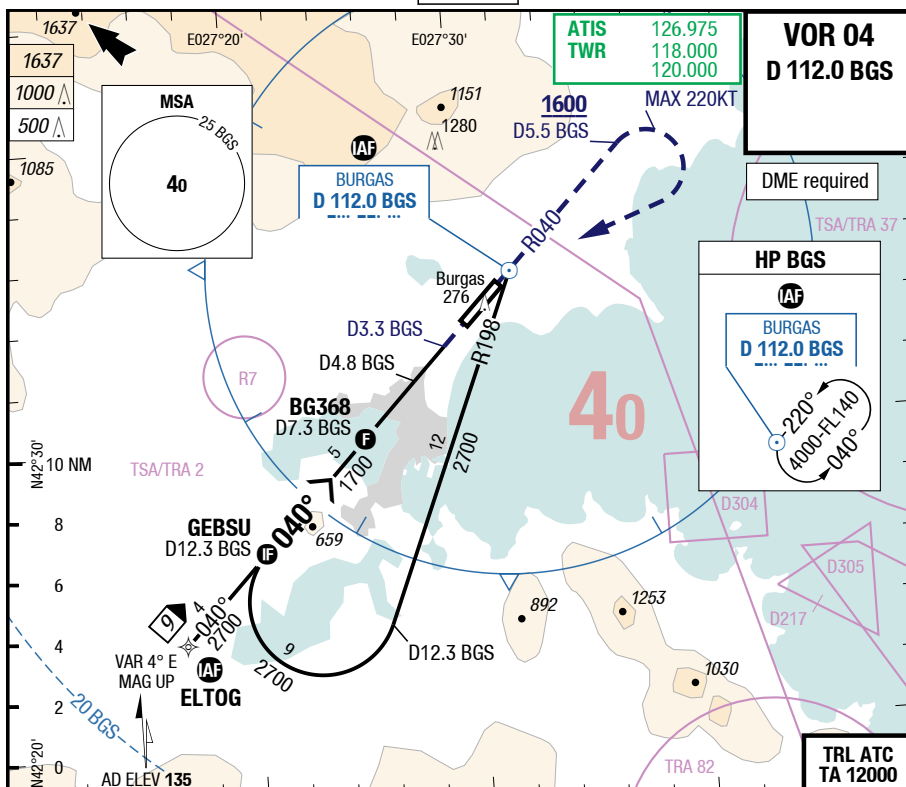 1637
E027°20'
E027°30'
ATIS 126.975
TWR 118.000
120.000
VOR 04
D 112.0 BGS
1637
1000
500
1085
MSA
25 BGS
40
1151
1280
1600
D5.5 BGS
MAX 220KT
IAF
BURGAS
D 112.0 BGS
DME required
TSA/TRA 37
R040
HP BGS
IAF
BURGAS
D 112.0 BGS
220°
4000-FL140
040°
Burgas
276
D3.3 BGS
R198
D4.8 BGS
R7
BG368
D7.3 BGS
F
5
1700
12
2700
40
N42°30'
10 NM
TSA/TRA 2
D304
GEBSU
D12.3 BGS
IF
040°
659
8
6
D305
D217
892
1253
9
4
040°
2700
4
9
2700
D12.3 BGS
VAR 4° E
MAG UP
IAF
ELTOG
1030
20 BGS
2
N42°20'
0
AD ELEV 135
TRA 82
TRL ATC
TA 12000